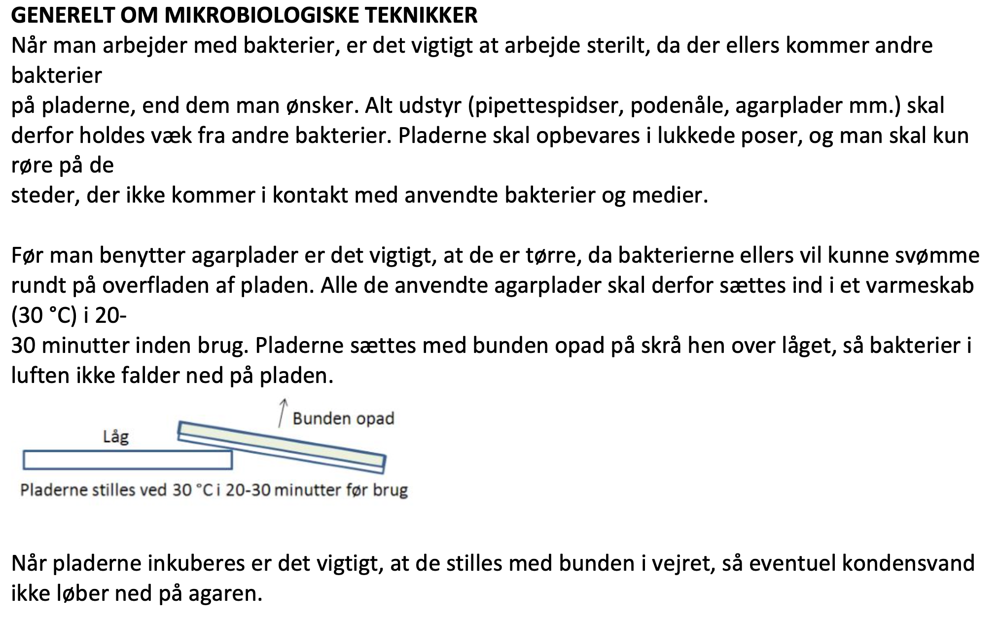 GENERELT OM MIKROBIOLOGISKE TEKNIKKER
Når man arbejder med bakterier, er det vigtigt at arbejde sterilt, da der ellers kommer andre
bakterier
på pladerne, end dem man ønsker. Alt udstyr (pipettespidser, podenåle, agarplader mm.) skal
derfor holdes væk fra andre bakterier. Pladerne skal opbevares i lukkede poser, og man skal kun
røre på de
steder, der ikke kommer i kontakt med anvendte bakterier og medier.
Før man benytter agarplader er det vigtigt, at de er tørre, da bakterierne ellers vil kunne svømme
rundt på overfladen af pladen. Alle de anvendte agarplader skal derfor sættes ind i et varmeskab
(30 °C) i 20-
30 minutter inden brug. Pladerne sættes med bunden opad på skrå hen over låget, så bakterier i
luften ikke falder ned på pladen.
Bunden opad
Låg
Pladerne stilles ved 30 °C i 20-30 minutter før brug
Når pladerne inkuberes er det vigtigt, at de stilles med bunden i vejret, så eventuel kondensvand
ikke løber ned på agaren.